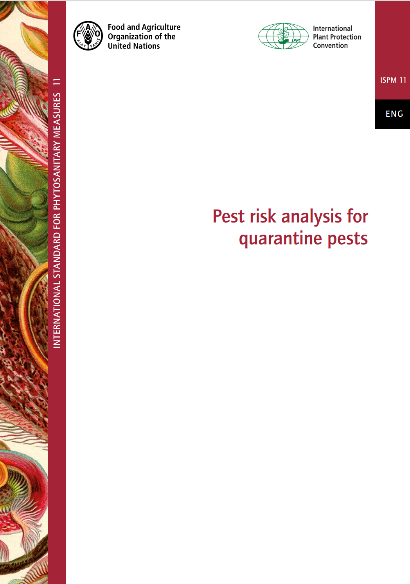 Food and Agriculture
Organization of the
United Nations
International
Plant Protection
Convention
ISPM 11
ENG
INTERNATIONAL STANDARD FOR PHYTOSANITARY MEASURES 11
Pest risk analysis for
quarantine pests